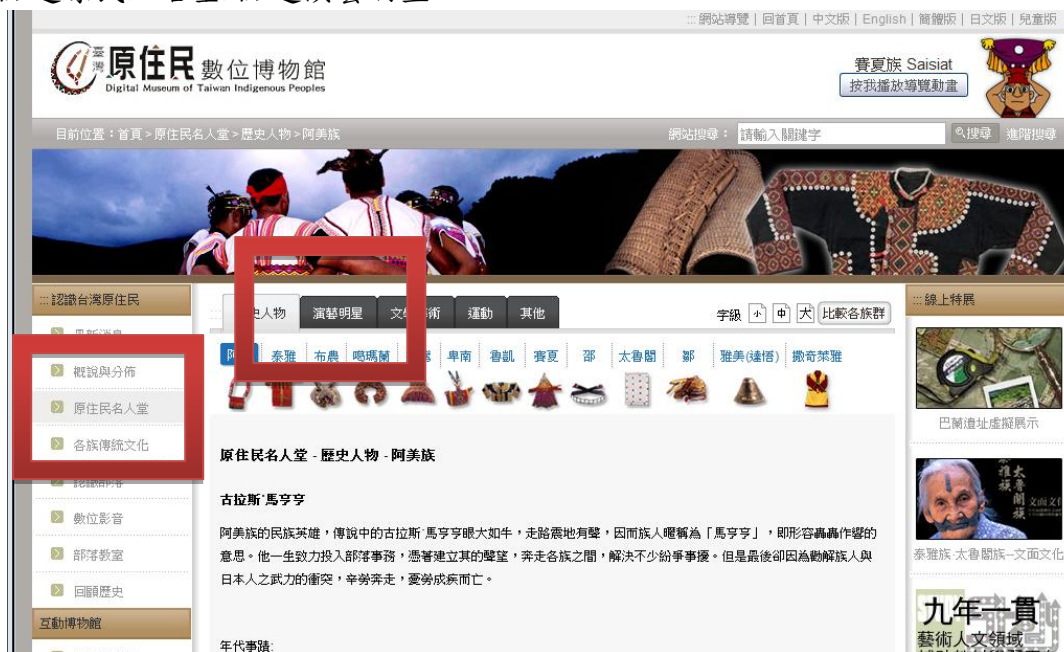 :::網站導覽│回首頁│中文版│English│簡體版│日文版│兒童版
臺灣原住民數位博物館
Digital Museum of Taiwan Indigenous Peoples
賽夏族 Saisiat
按我播放導覽動畫
目前位置：首頁>原住民名人堂>歷史人物>阿美族
網站搜尋： 請輸入關鍵字 搜尋 進階搜尋
:::認識台灣原住民
概說與分佈
原住民名人堂
各族傳統文化
認識部落
數位影音
部落教室
回顧歷史
互動博物館
史人物 演藝明星 運動 其他
字級 小 中 大 比較各族群
泰雅 布農 噶瑪蘭 卑南 魯凱 賽夏 邵 太魯閣 鄒 雅美(達悟) 撒奇萊雅
原住民名人堂 - 歷史人物 - 阿美族
古拉斯˙馬亨亨
阿美族的民族英雄，傳說中的古拉斯˙馬亨亨眼大如牛，走路震地有聲，因而族人暱稱為「馬亨亨」，即形容轟轟作響的
意思。他一生致力投入部落事務，憑著建立其的聲望，奔走各族之間，解決不少紛爭事擾。但是最後卻因為勸解族人與
日本人之武力的衝突，辛勞奔走，憂勞成疾而亡。
年代事蹟:
:::線上特展
巴蘭遺址虛擬展示
泰雅族‧太魯閣族--文面文化
九年一貫
藝術人文領域